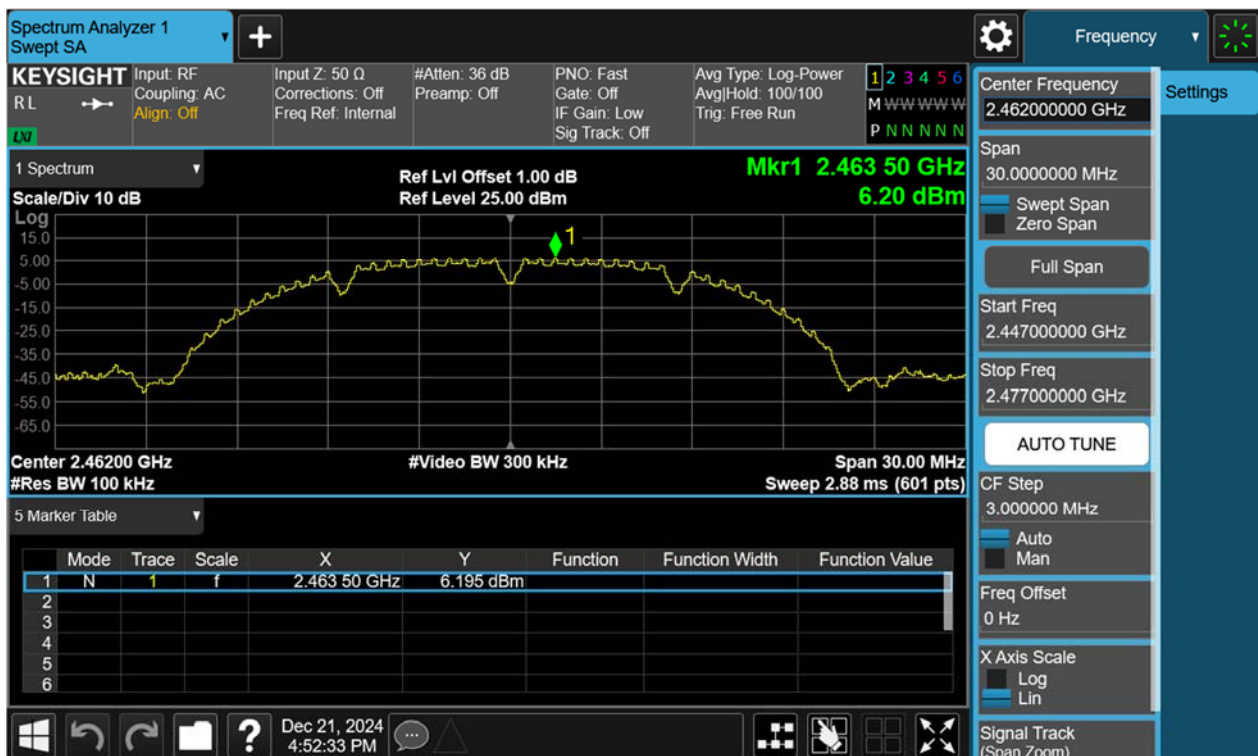 Spectrum Analyzer 1
Swept SA
+
Frequency
KEYSIGHT
R L
LXI
Input: RF
Coupling: AC
Align: Off
Input Z: 50 Ω
Corrections: Off
Freq Ref: Internal
#Atten: 36 dB
Preamp: Off
PNO: Fast
Gate: Off
IF Gain: Low
Sig Track: Off
Avg Type: Log-Power
Avg|Hold: 100/100
Trig: Free Run
1 2 3 4 5 6
M W W W W W
P N N N N N
1 Spectrum
Scale/Div 10 dB
Log
Ref Lvl Offset 1.00 dB
Ref Level 25.00 dBm
Mkr1 2.463 50 GHz
6.20 dBm
1
15.0
5.00
-5.00
-15.0
-25.0
-35.0
-45.0
-55.0
-65.0
Center 2.46200 GHz
#Video BW 300 kHz
Span 30.00 MHz
#Res BW 100 kHz
Sweep 2.88 ms (601 pts)
5 Marker Table
Mode Trace Scale X Y Function Function Width Function Value
1 N 1 f 2.463 50 GHz 6.195 dBm
2
3
4
5
6
?
Dec 21, 2024
4:52:33 PM
Center Frequency
2.462000000 GHz
Settings
Span
30.0000000 MHz
Swept Span
Zero Span
Full Span
Start Freq
2.447000000 GHz
Stop Freq
2.477000000 GHz
AUTO TUNE
CF Step
3.000000 MHz
Auto
Man
Freq Offset
0 Hz
X Axis Scale
Log
Lin
Signal Track
(Span Zoom)